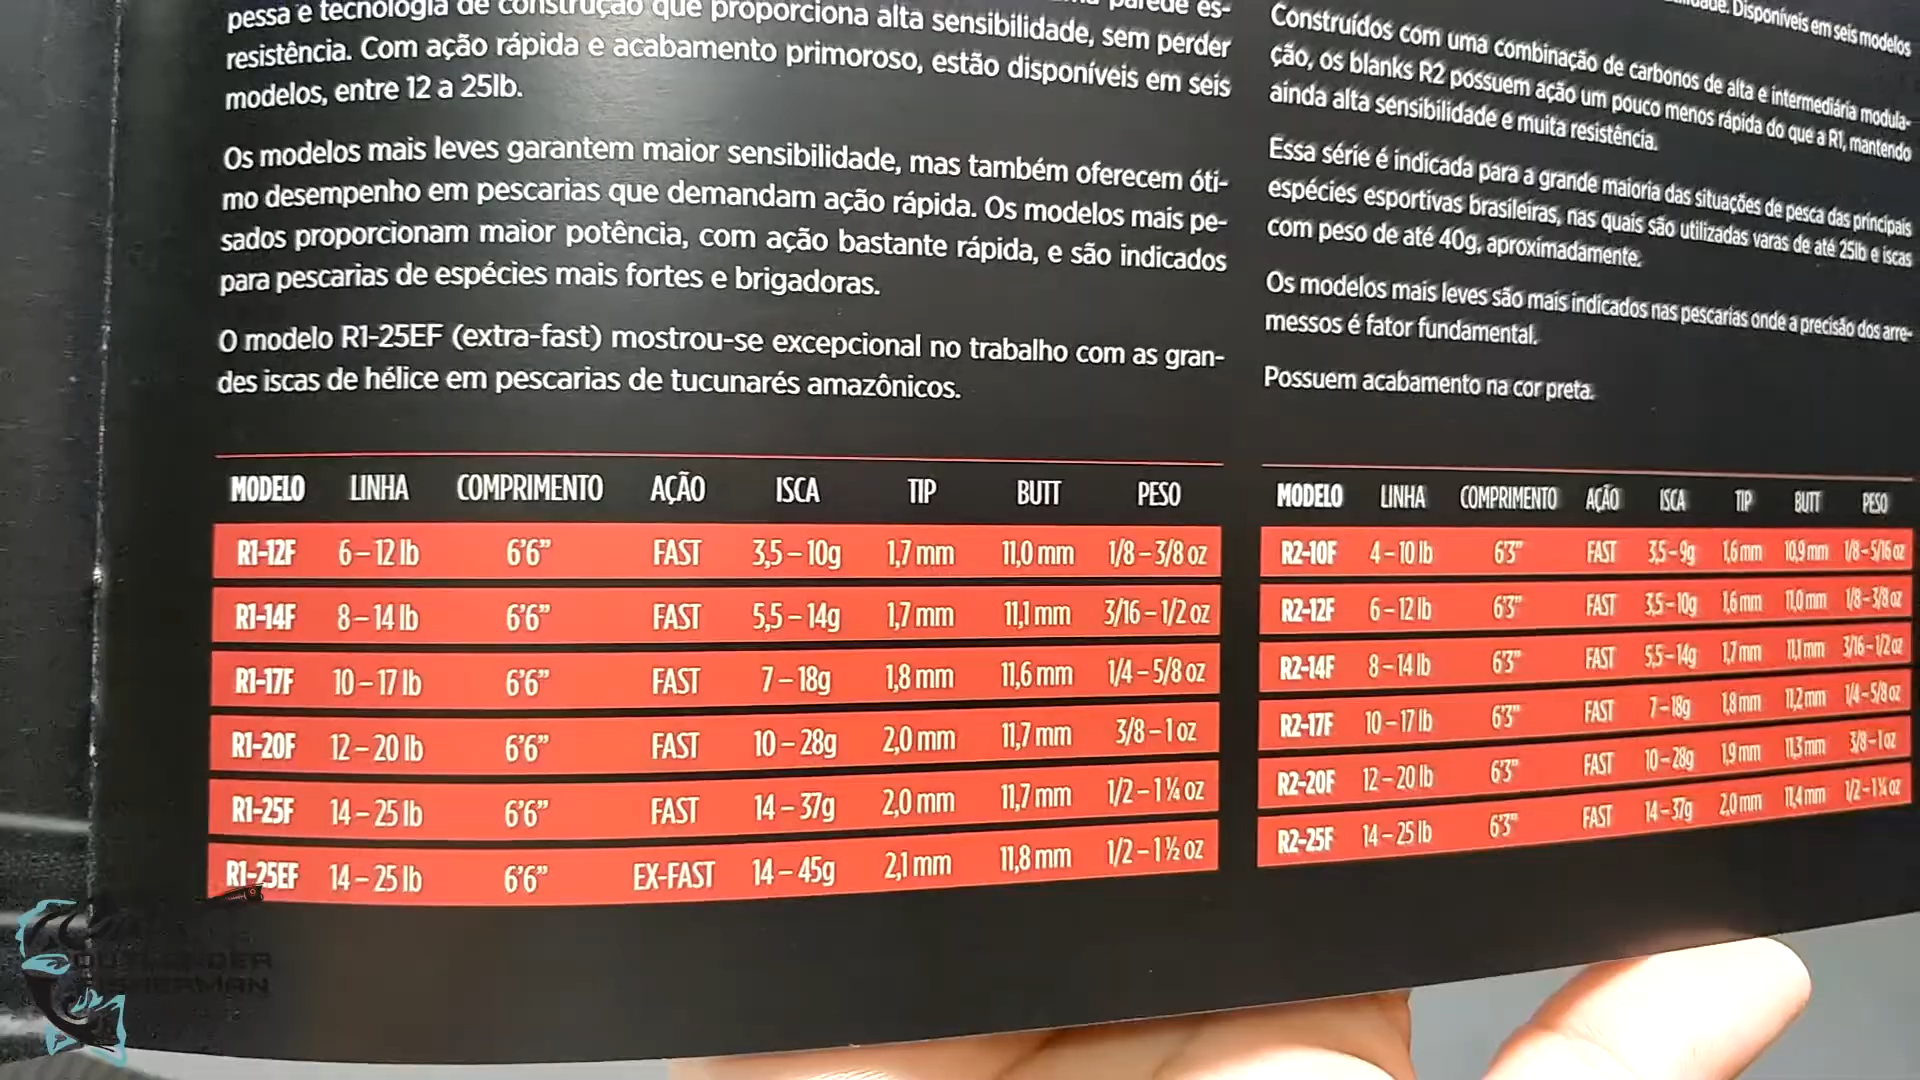 pessa e tecnologia de construção que proporciona alta sensibilidade, sem perder
resistência. Com ação rápida e acabamento primoroso, estão disponíveis em seis
modelos, entre 12 a 25lb.
Os modelos mais leves garantem maior sensibilidade, mas também oferecem óti-
mo desempenho em pescarias que demandam ação rápida. Os modelos mais pe-
sados proporcionam maior potência, com ação bastante rápida, e são indicados
para pescarias de espécies mais fortes e brigadoras.
O modelo R1-25EF (extra-fast) mostrou-se excepcional no trabalho com as gran-
des iscas de hélice em pescarias de tucunarés amazônicos.
MODELO LINHA COMPRIMENTO AÇÃO ISCA TIP BUTT PESO
R1-12F 6 – 12 lb 6'6” FAST 3,5 – 10g 1,7 mm 11,0 mm 1/8 – 3/8 oz
R1-14F 8 – 14 lb 6'6” FAST 5,5 – 14g 1,7 mm 11,1 mm 3/16 – 1/2 oz
R1-17F 10 – 17 lb 6'6” FAST 7 – 18g 1,8 mm 11,6 mm 1/4 – 5/8 oz
R1-20F 12 – 20 lb 6'6” FAST 10 – 28g 2,0 mm 11,7 mm 3/8 – 1 oz
R1-25F 14 – 25 lb 6'6” FAST 14 – 37g 2,0 mm 11,7 mm 1/2 – 1 ¼ oz
R1-25EF 14 – 25 lb 6'6” EX-FAST 14 – 45g 2,1 mm 11,8 mm 1/2 – 1 ½ oz
Disponíveis em seis modelos
Construídos com uma combinação de carbonos de alta e intermediária modula-
ção, os blanks R2 possuem ação um pouco menos rápida do que a R1, mantendo
ainda alta sensibilidade e muita resistência.
Essa série é indicada para a grande maioria das situações de pesca das principais
espécies esportivas brasileiras, nas quais são utilizadas varas de até 25lb e iscas
com peso de até 40g, aproximadamente.
Os modelos mais leves são mais indicados nas pescarias onde a precisão dos arre-
messos é fator fundamental.
Possuem acabamento na cor preta.
MODELO LINHA COMPRIMENTO AÇÃO ISCA TIP BUTT PESO
R2-10F 4 – 10 lb 6'3” FAST 3,5 – 9g 1,6 mm 10,9 mm 1/8 – 5/16 oz
R2-12F 6 – 12 lb 6'3” FAST 3,5 – 10g 1,6 mm 11,0 mm 1/8 – 3/8 oz
R2-14F 8 – 14 lb 6'3” FAST 5,5 – 14g 1,7 mm 11,1 mm 3/16 – 1/2 oz
R2-17F 10 – 17 lb 6'3” FAST 7 – 18g 1,8 mm 11,2 mm 1/4 – 5/8 oz
R2-20F 12 – 20 lb 6'3” FAST 10 – 28g 1,9 mm 11,3 mm 3/8 – 1 oz
R2-25F 14 – 25 lb 6'3” FAST 14 – 37g 2,0 mm 11,4 mm 1/2 – 1 ¼ oz